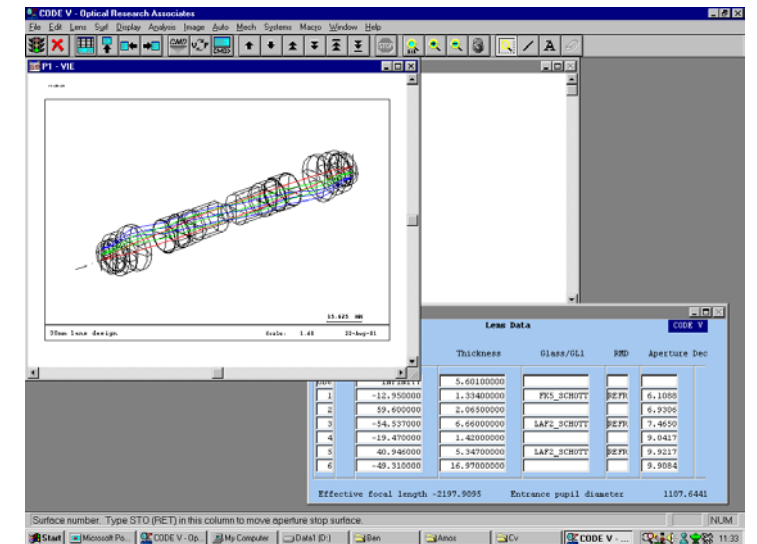 CODE V - Optical Research Associates
File Edit Lens Surf Display Analysis Image Auto Mech Systems Macro Window Help
CMD
STOP
A
P1 - VIE
15.625 MM
30mm lens design Scale: 1.60 22-Aug-01
Lens Data CODE V
Thickness Glass/GLI RMD Aperture Dec
INFINITY 5.60100000
1 -12.950000 1.33400000 FK5_SCHOTT REFR 6.1088
2 59.600000 2.06500000 6.9306
3 -54.537000 6.66000000 LAF2_SCHOTT REFR 7.4650
4 -19.470000 1.42000000 9.0417
5 40.946000 5.34700000 LAF2_SCHOTT REFR 9.9217
6 -49.310000 16.97000000 9.9084
Effective focal length -2197.9095 Entrance pupil diameter 1107.6441
Surface number. Type STO (RET) in this column to move aperture stop surface. NUM
Start Microsoft Po... CODE V - Op... My Computer Data1 (D:) Ben Amos Cv CODE V - ... 11:33